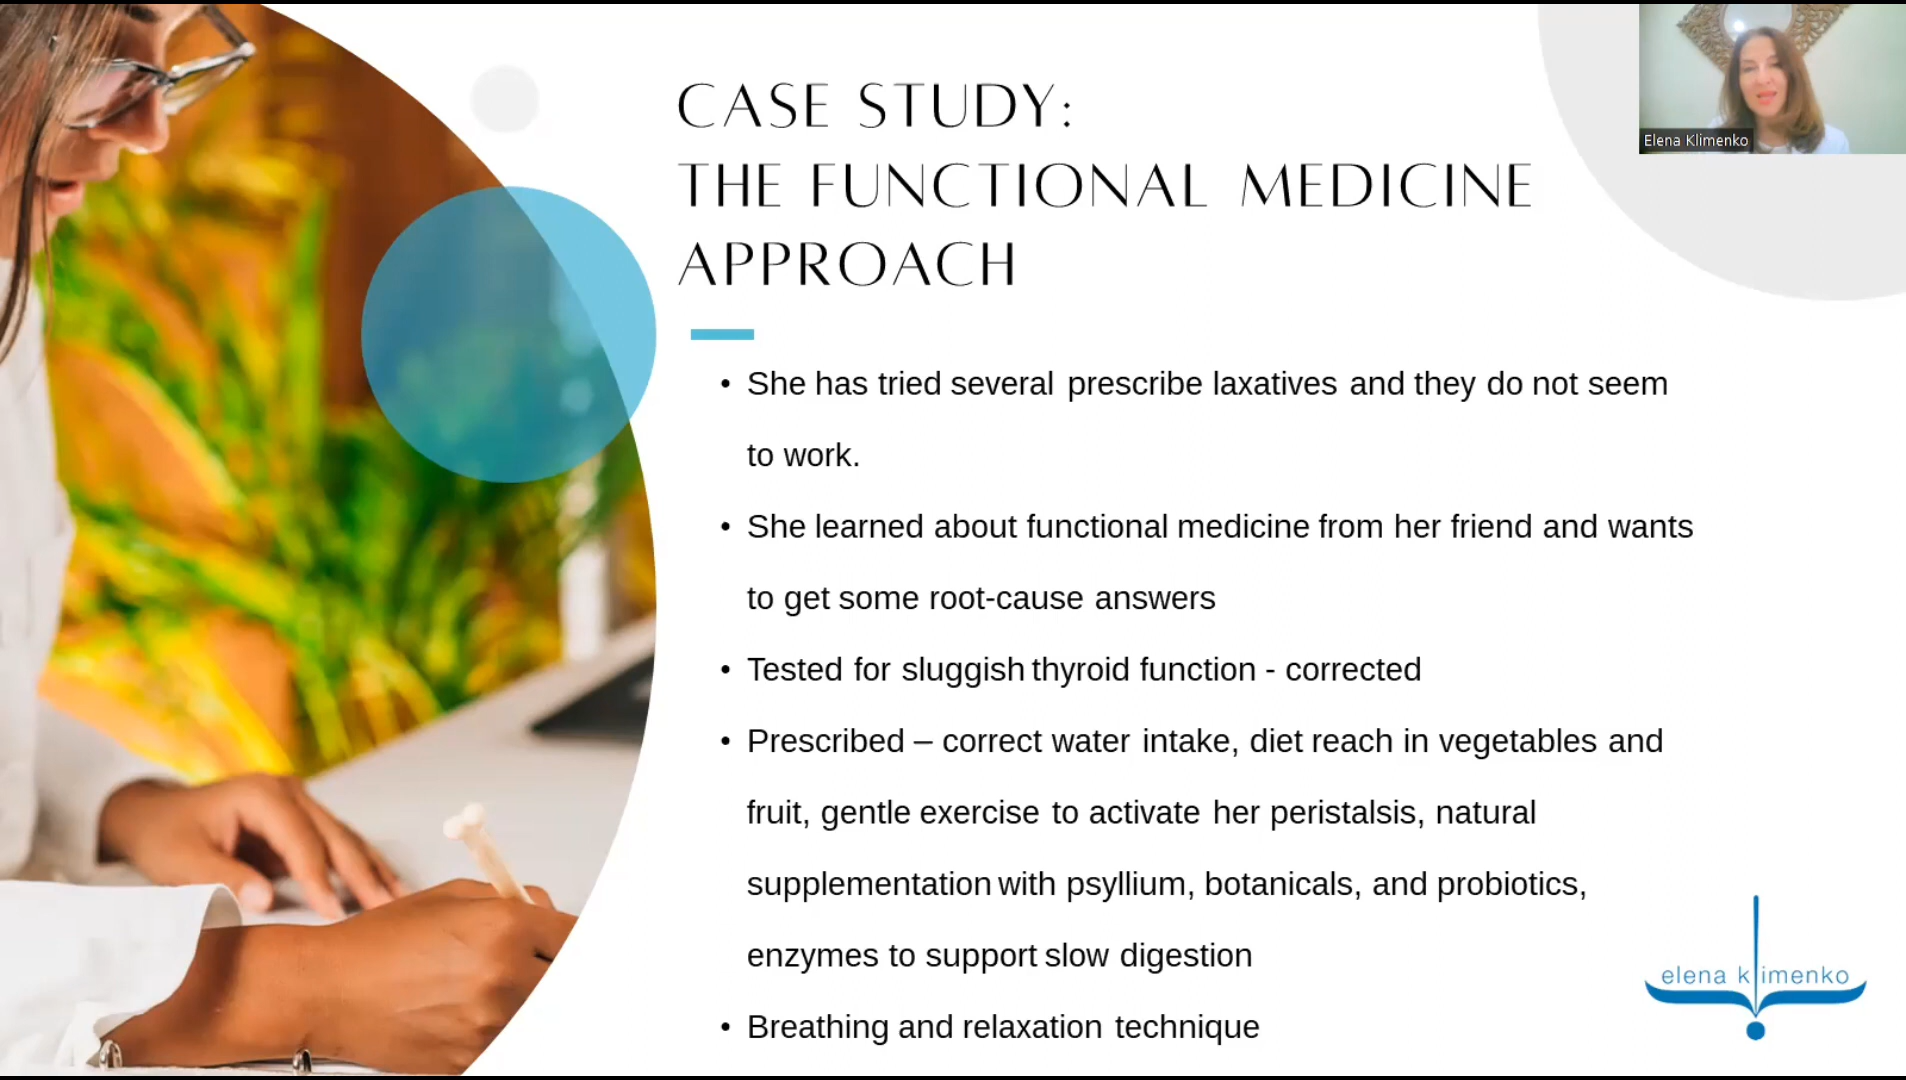 CASE STUDY:
THE FUNCTIONAL MEDICINE
APPROACH
Elena Klimenko
• She has tried several prescribe laxatives and they do not seem
to work.
• She learned about functional medicine from her friend and wants
to get some root-cause answers
• Tested for sluggish thyroid function - corrected
• Prescribed – correct water intake, diet reach in vegetables and
fruit, gentle exercise to activate her peristalsis, natural
supplementation with psyllium, botanicals, and probiotics,
enzymes to support slow digestion
• Breathing and relaxation technique
elena klimenko